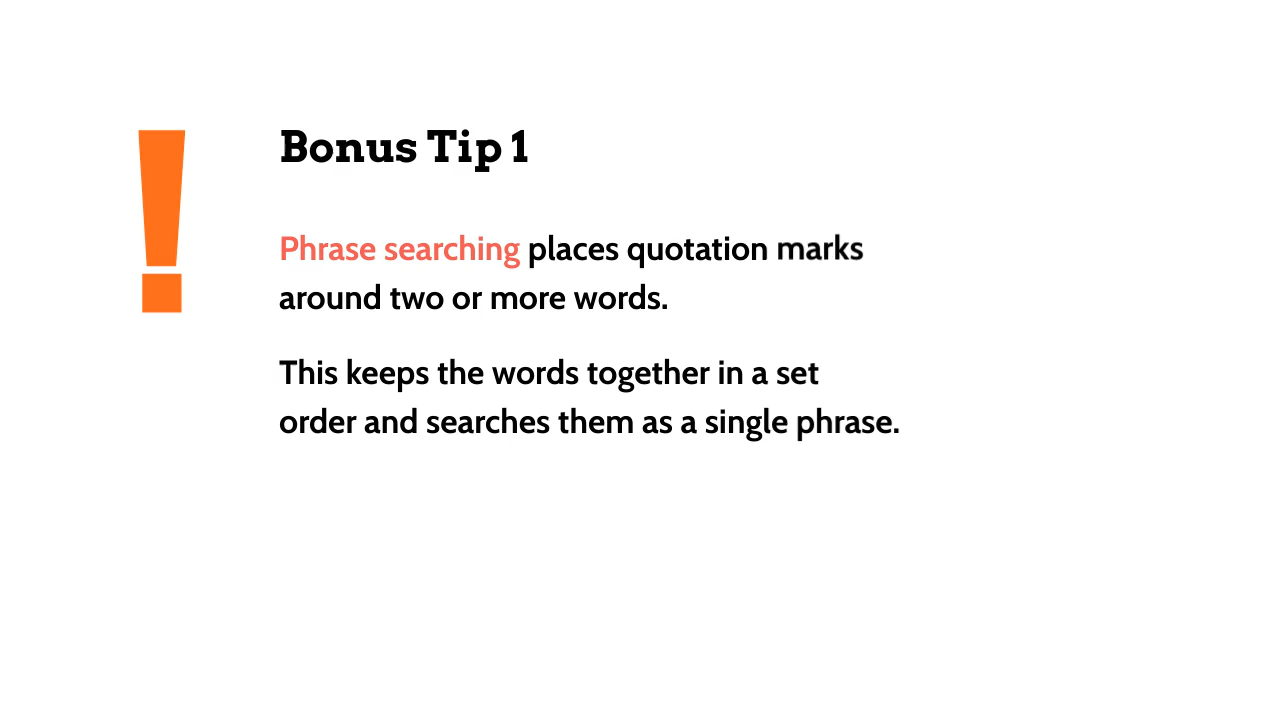 Bonus Tip 1
Phrase searching places quotation marks
around two or more words.
This keeps the words together in a set
order and searches them as a single phrase.